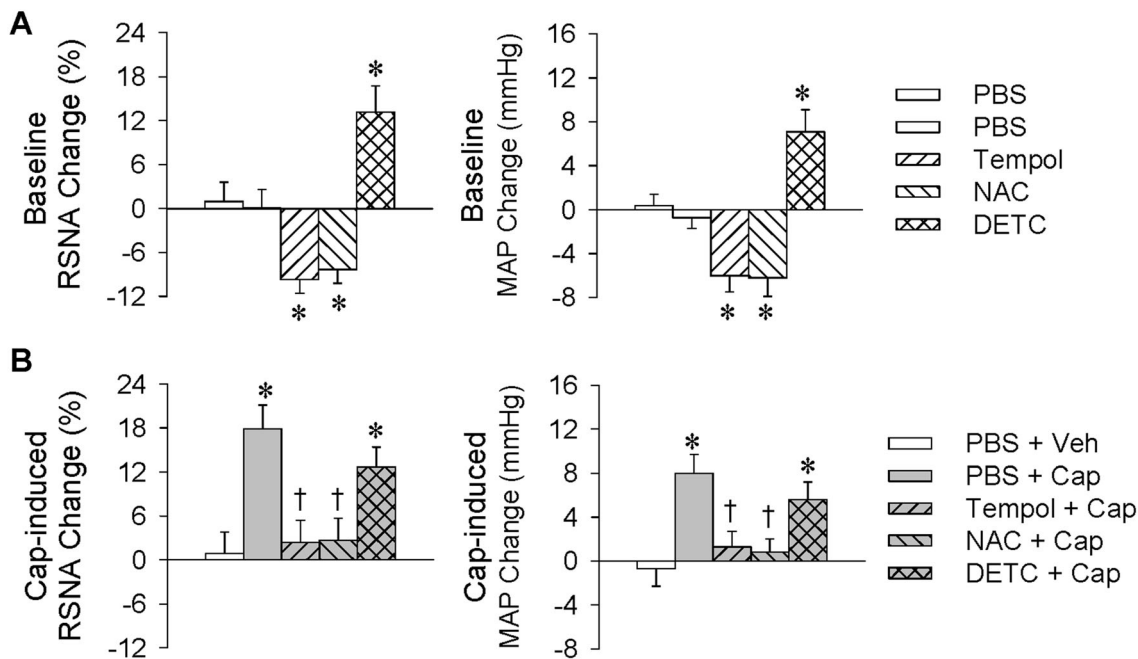 A
Baseline
RSNA Change (%)
24
18
12
6
0
-6
-12
*
*
*
Baseline
MAP Change (mmHg)
16
12
8
4
0
-4
-8
*
*
*
PBS
PBS
Tempol
NAC
DETC
B
Cap-induced
RSNA Change (%)
24
18
12
6
0
-6
-12
*
†
†
*
Cap-induced
MAP Change (mmHg)
16
12
8
4
0
-4
-8
*
†
†
*
PBS + Veh
PBS + Cap
Tempol + Cap
NAC + Cap
DETC + Cap